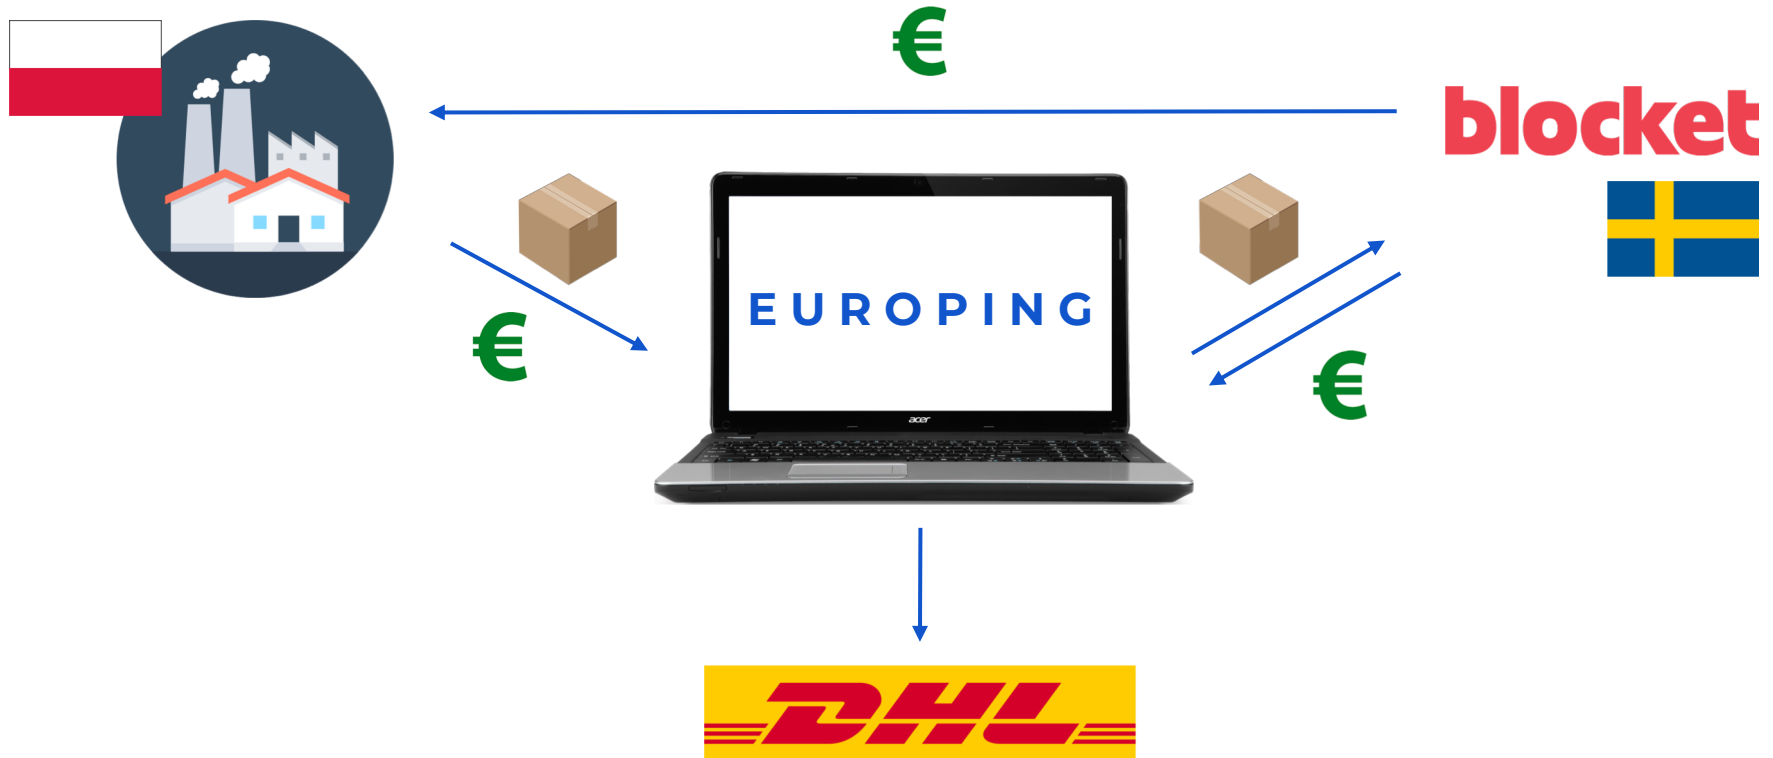 €
blocket
EUROPING
€
€
acer
DHL